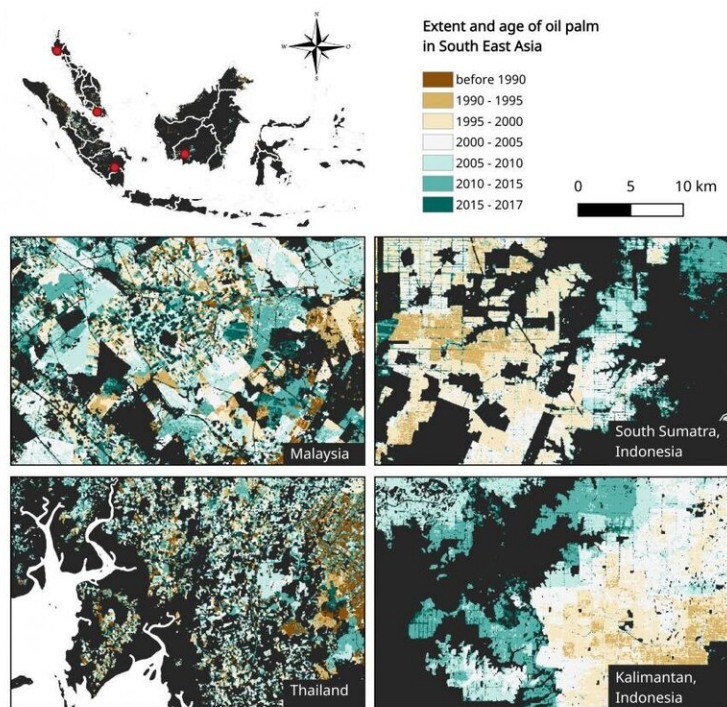 N
W
O
S
Extent and age of oil palm
in South East Asia
before 1990
1990 - 1995
1995 - 2000
2000 - 2005
2005 - 2010
2010 - 2015
2015 - 2017
0 5 10 km
Malaysia
South Sumatra,
Indonesia
Thailand
Kalimantan,
Indonesia